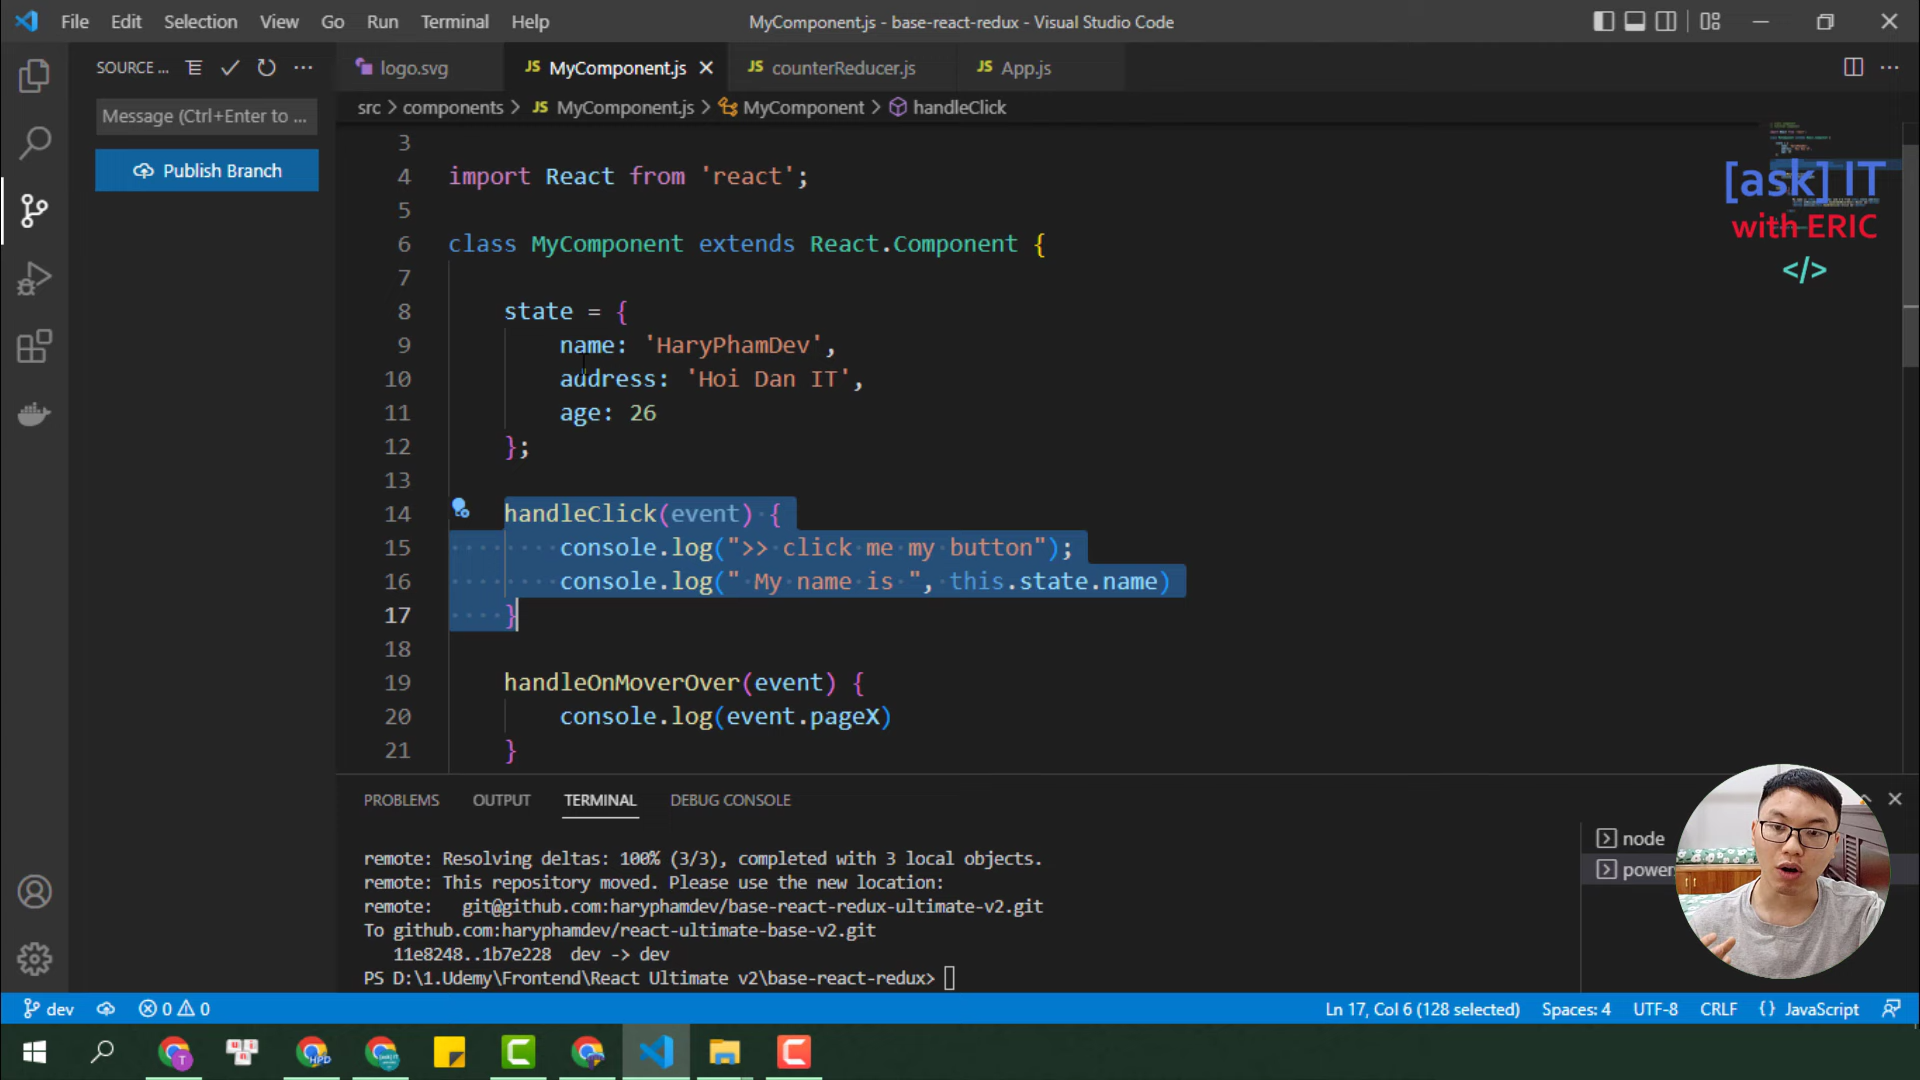 File Edit Selection View Go Run Terminal Help
MyComponent.js - base-react-redux - Visual Studio Code
SOURCE ...
logo.svg
JS MyComponent.js
JS counterReducer.js
JS App.js
Message (Ctrl+Enter to ...
Publish Branch
src > components > JS MyComponent.js > MyComponent > handleClick
[ask] IT
with ERIC
</>
3
4 import React from 'react';
5
6 class MyComponent extends React.Component {
7
8 state = {
9 name: 'HaryPhamDev',
10 address: 'Hoi Dan IT',
11 age: 26
12 };
13
14 handleClick(event) {
15 console.log(">> click me my button");
16 console.log(" My name is ", this.state.name)
17 }
18
19 handleOnMoverOver(event) {
20 console.log(event.pageX)
21 }
PROBLEMS OUTPUT TERMINAL DEBUG CONSOLE
remote: Resolving deltas: 100% (3/3), completed with 3 local objects.
remote: This repository moved. Please use the new location:
remote: git@github.com:haryphamdev/base-react-redux-ultimate-v2.git
To github.com:haryphamdev/react-ultimate-base-v2.git
11e8248..1b7e228 dev -> dev
PS D:\1.Udemy\Frontend\React Ultimate v2\base-react-redux>
node
power
dev
0 0
Ln 17, Col 6 (128 selected) Spaces: 4 UTF-8 CRLF {} JavaScript